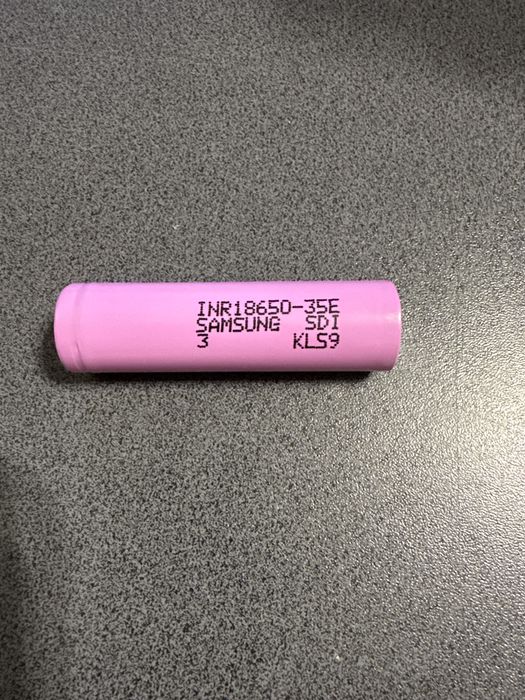 INR18650-35E
SAMSUNG SDI
3 KLS9